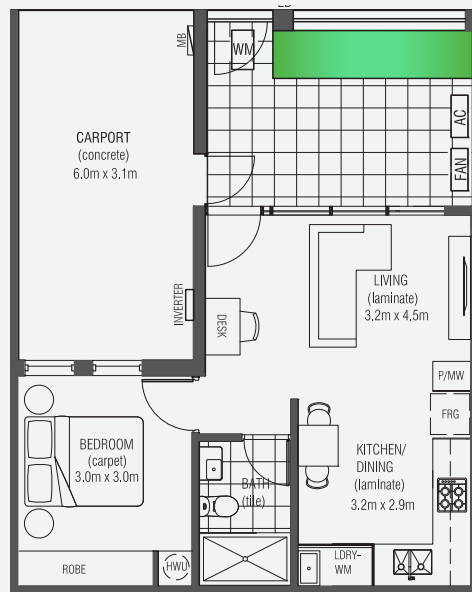 MB
WM
AC
FAN
CARPORT
(concrete)
6.0m x 3.1m
INVERTER
DESK
LIVING
(laminate)
3.2m x 4.5m
P/MW
FRG
BEDROOM
(carpet)
3.0m x 3.0m
BATH
(tile)
KITCHEN/
DINING
(laminate)
3.2m x 2.9m
ROBE
HWU
LDRY-
WM